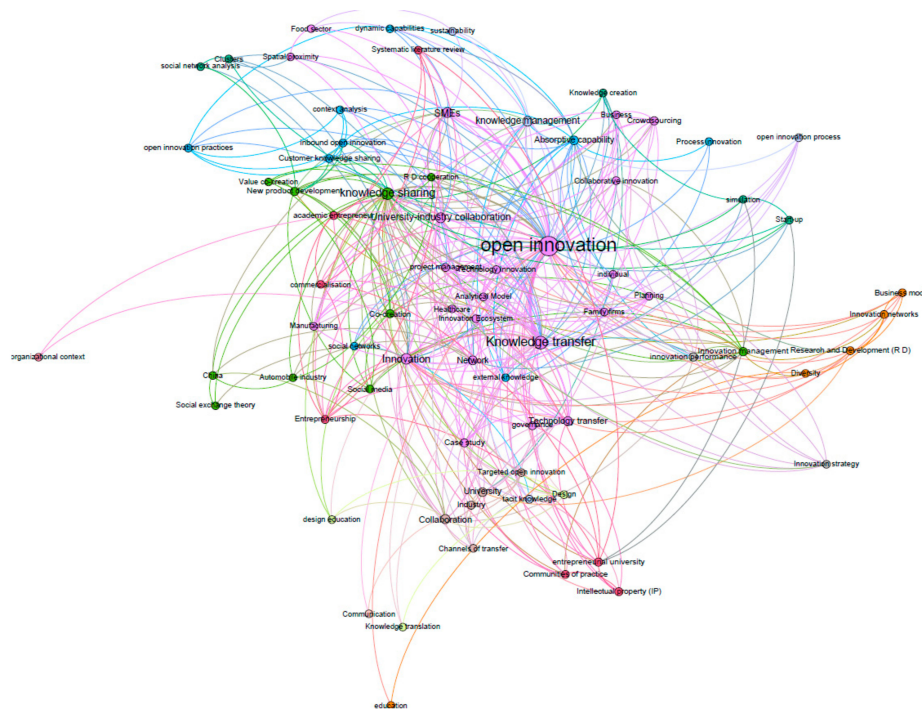 Food sector
dynamic capabilities
sustainability
Systematic literature review
Clusters
Spatial proximity
social network analysis
Knowledge creation
context analysis
SMEs
knowledge management
Business
Crowdsourcing
Inbound open innovation
Absorptive capability
Process innovation
open innovation process
open innovation practices
Customer knowledge sharing
Value co-creation
R D cooperation
Collaborative innovation
New product development
knowledge sharing
simulation
academic entrepreneur
University-industry collaboration
Start-up
open innovation
project management
Technology innovation
individual
commercialisation
Analytical Model
Planning
Business mod
Healthcare
Family firms
Innovation networks
Manufacturing
Co-creation
Innovation Ecosystem
Knowledge transfer
social networks
organizational context
Innovation
Network
innovation performance
Innovation management
Research and Development (R D)
China
Automobile industry
external knowledge
Diversity
Social media
Social exchange theory
Entrepreneurship
governance
Technology transfer
Case study
Innovation strategy
Targeted open innovation
University
tacit knowledge
Design
Industry
design education
Collaboration
Channels of transfer
entrepreneurial university
Communities of practice
Intellectual property (IP)
Communication
Knowledge translation
education